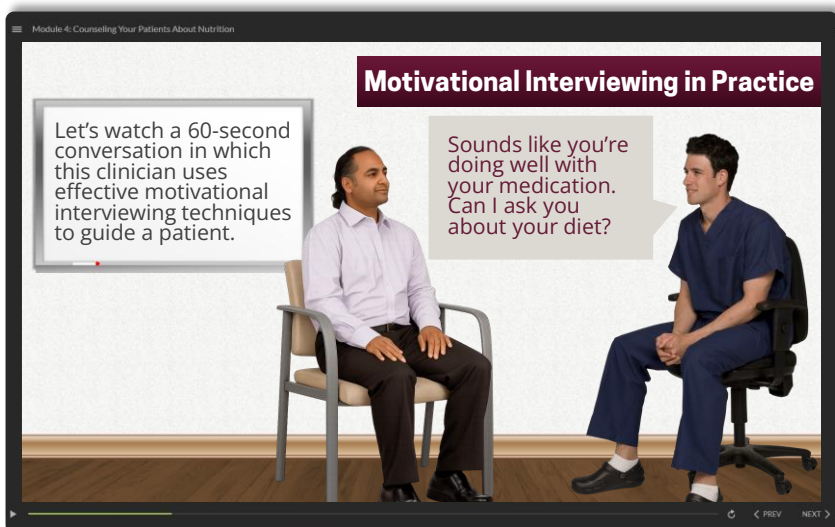 Module 4: Counseling Your Patients About Nutrition
Motivational Interviewing in Practice
Let’s watch a 60-second
conversation in which
this clinician uses
effective motivational
interviewing techniques
to guide a patient.
Sounds like you’re
doing well with
your medication.
Can I ask you
about your diet?
< PREV
NEXT >